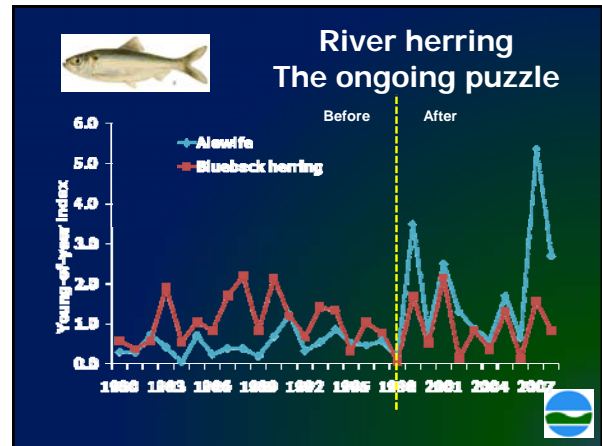 River herring
The ongoing puzzle
Before After
6.0
5.0
4.0
3.0
2.0
1.0
0.0
Young-of-year index
Alewife
Blueback herring
1980 1983 1986 1989 1992 1995 1998 2001 2004 2007